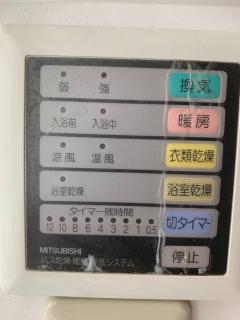 弱 強 換気
入浴前 入浴中 暖房
涼風 温風 衣類乾燥
浴室乾燥 浴室乾燥
タイマー残時間
12 10 8 6 4 3 2 1 0.5 切タイマー
MITSUBISHI
バス乾燥・暖房・換気システム 停止